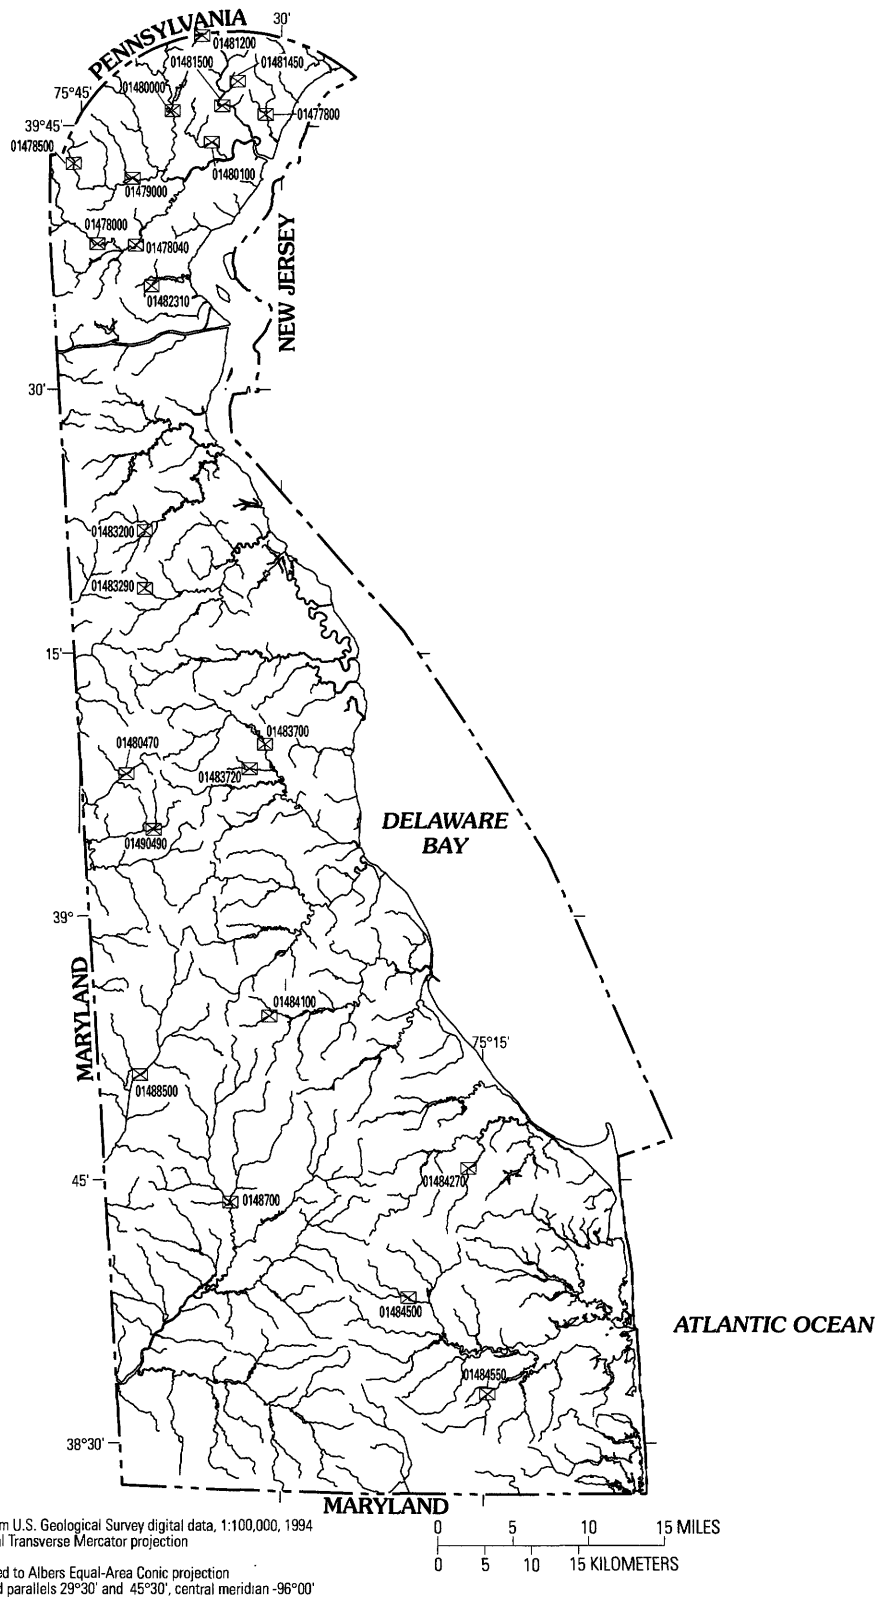 PENNSYLVANIA
30'
01481200
01481500
01481450
01480000
75°45'
39°45'
01477800
01478500
01480100
01479000
01478000
01478040
NEW JERSEY
01482310
30'
01483200
01483290
15'
01483700
01480470
01483720
DELAWARE
BAY
01490490
39°
MARYLAND
01484100
75°15'
01488500
01484270
45'
0148700
01484500
ATLANTIC OCEAN
01484550
38°30'
MARYLAND
m U.S. Geological Survey digital data, 1:100,000, 1994
al Transverse Mercator projection
0 5 10 15 MILES
0 5 10 15 KILOMETERS
ed to Albers Equal-Area Conic projection
d parallels 29°30' and 45°30', central meridian -96°00'